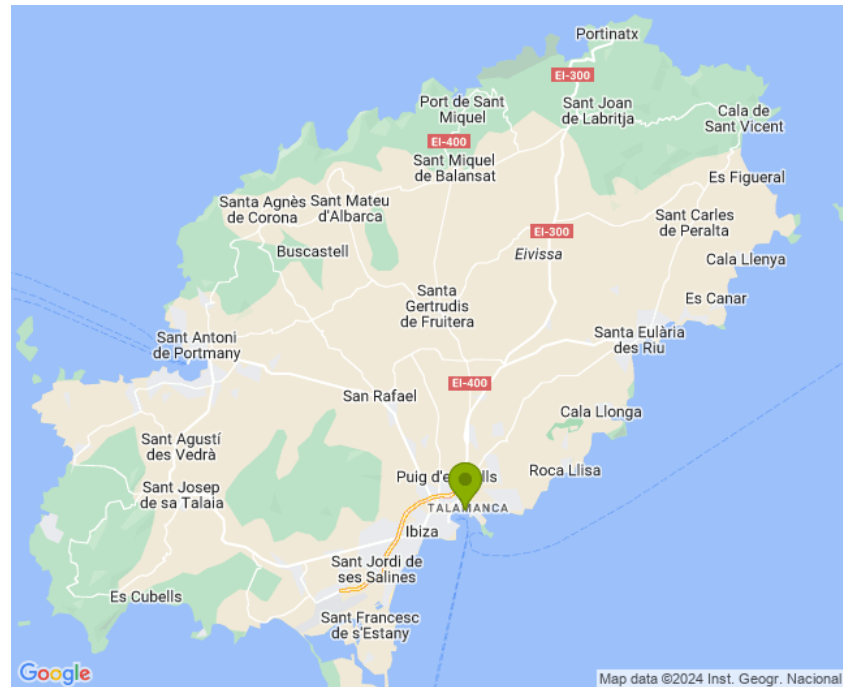 Portinatx
EI-300
Port de Sant
Miquel
Sant Joan
de Labritja
Cala de
Sant Vicent
EI-400
Sant Miquel
de Balansat
Es Figueral
Santa Agnès
de Corona
Sant Mateu
d'Albarca
Sant Carles
de Peralta
EI-300
Buscastell
Eivissa
Cala Llenya
Santa
Gertrudis
de Fruitera
Es Canar
Sant Antoni
de Portmany
Santa Eulària
des Riu
EI-400
San Rafael
Cala Llonga
Sant Agustí
des Vedrà
Roca Llisa
Sant Josep
de sa Talaia
TALAMANCA
Ibiza
Sant Jordi de
ses Salines
Es Cubells
Sant Francesc
de s'Estany
Google
Map data ©2024 Inst. Geogr. Nacional